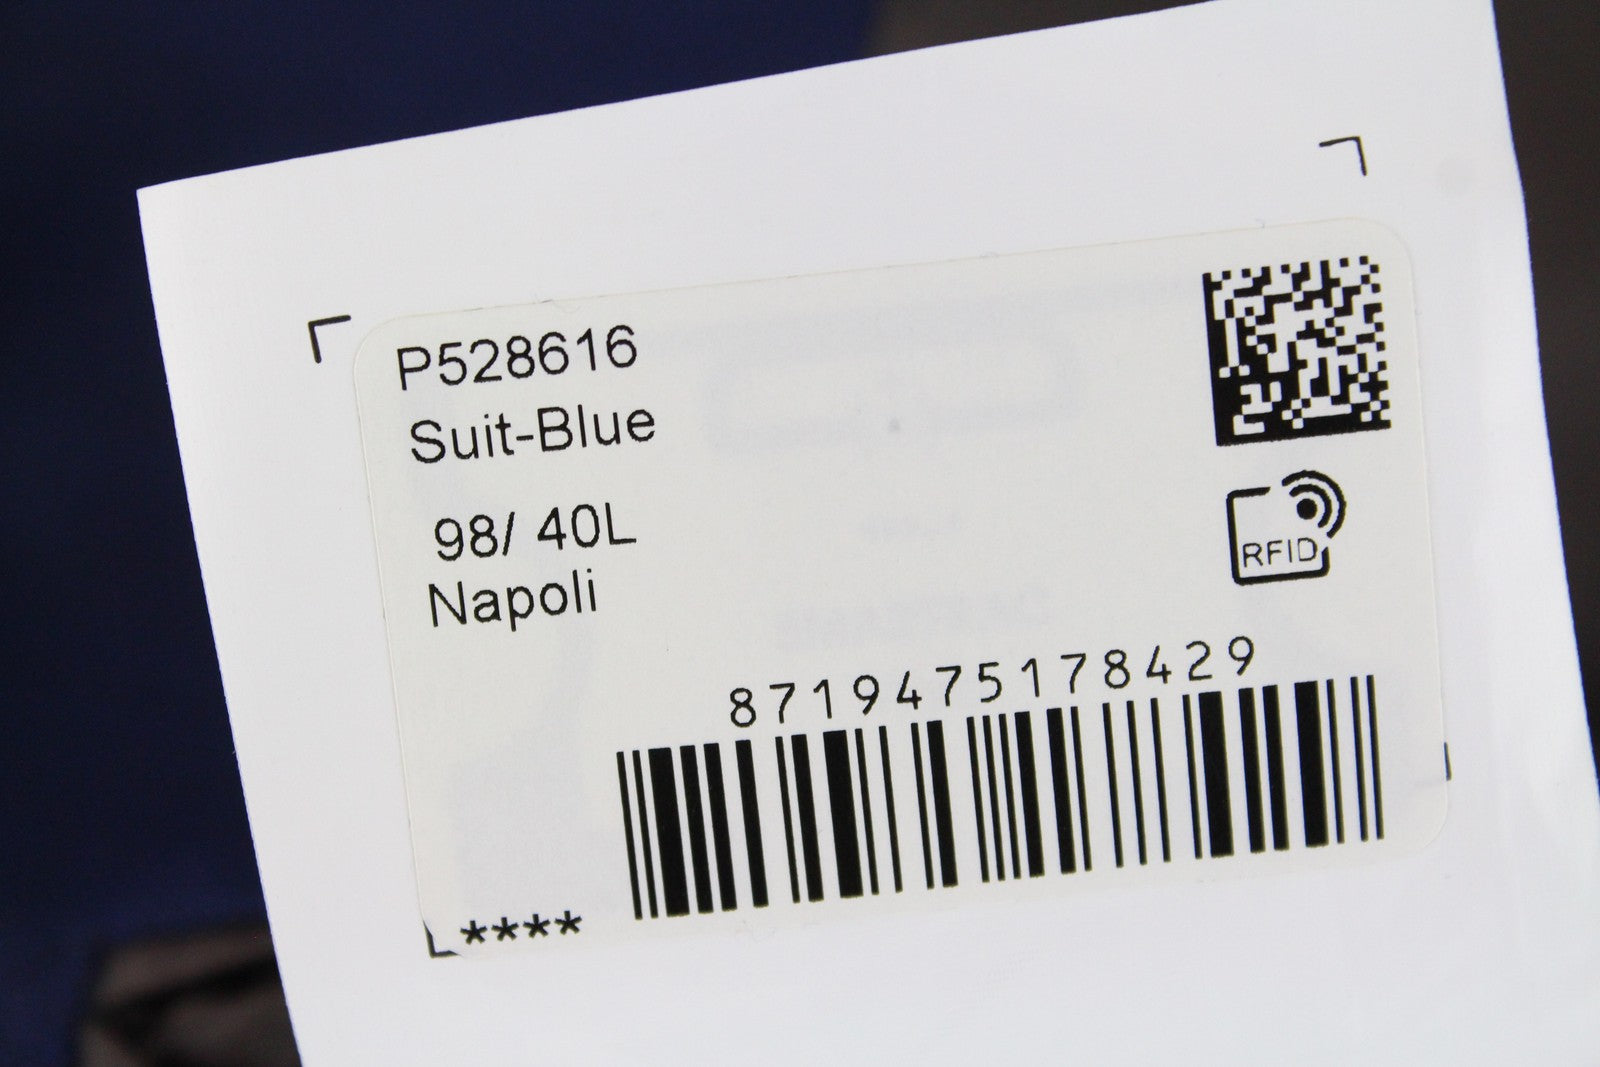 P528616
Suit-Blue
98/ 40L
Napoli
RFID
8719475178429
****